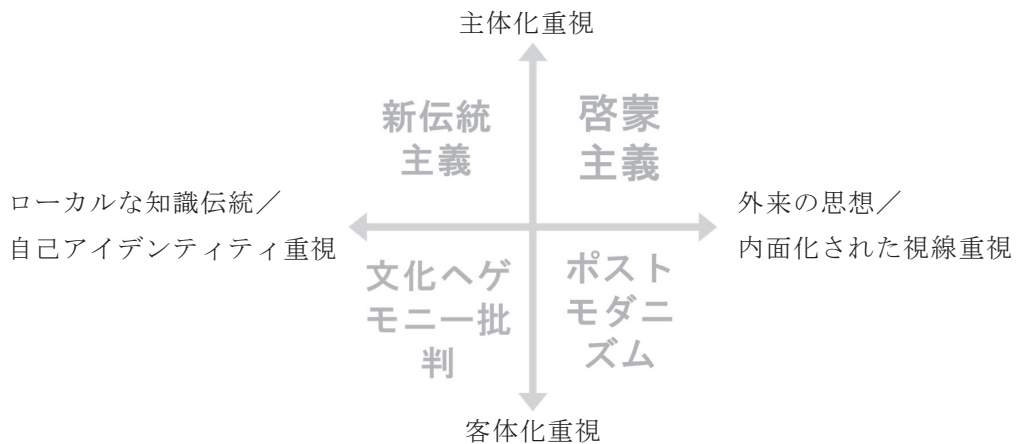 主体化重視
新伝統
主義
啓蒙
主義
ローカルな知識伝統／
自己アイデンティティ重視
外来の思想／
内面化された視線重視
文化ヘゲ
モニー批
判
ポスト
モダニ
ズム
客体化重視